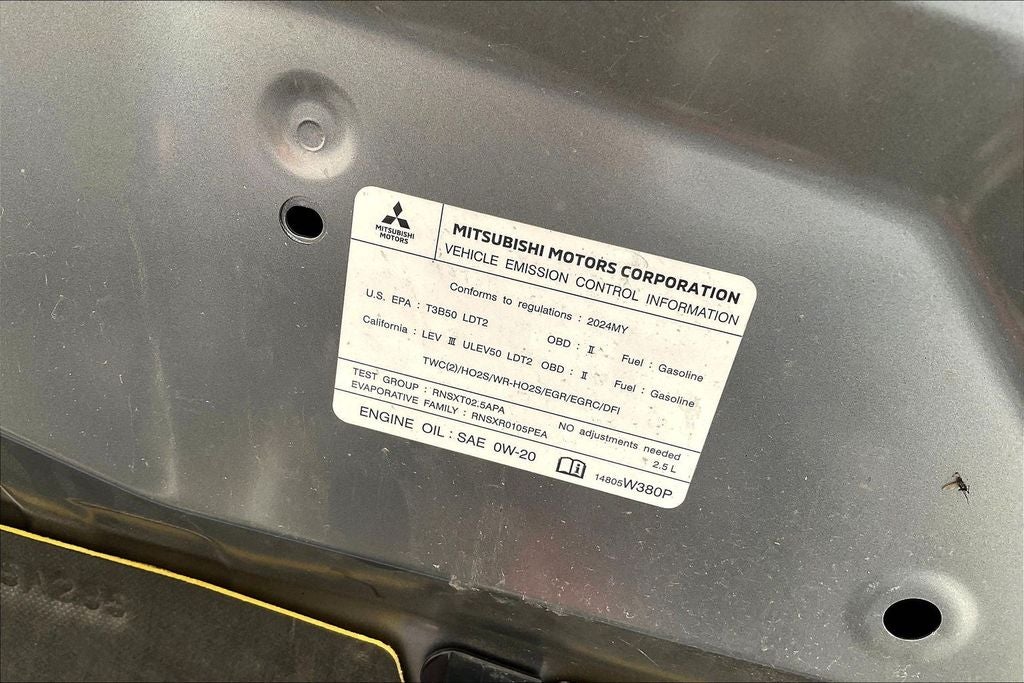 MITSUBISHI
MOTORS
MITSUBISHI MOTORS CORPORATION
VEHICLE EMISSION CONTROL INFORMATION
Conforms to regulations : 2024MY
U.S. EPA : T3B50 LDT2 OBD : Ⅱ Fuel : Gasoline
California : LEV Ⅲ ULEV50 LDT2 OBD : Ⅱ Fuel : Gasoline
TWC(2)/HO2S/WR-HO2S/EGR/EGRC/DFI
TEST GROUP : RNSXT02.5APA NO adjustments needed
EVAPORATIVE FAMILY : RNSXR0105PEA 2.5 L
ENGINE OIL : SAE 0W-20 14805W380P